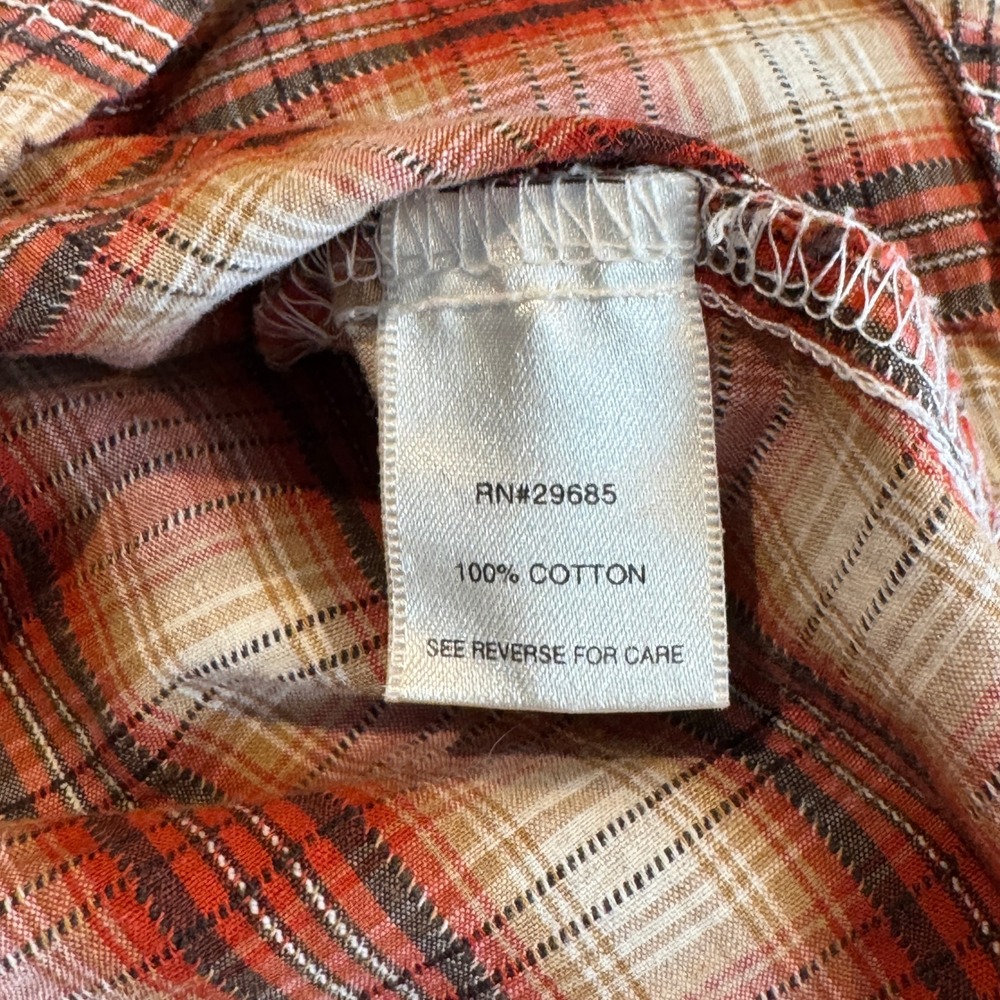 RN#29685
100% COTTON
SEE REVERSE FOR CARE